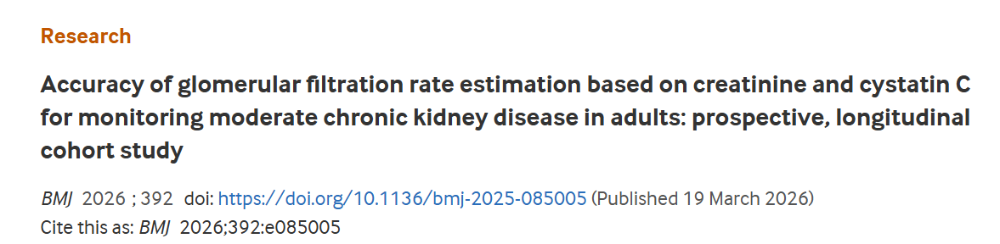 Research
Accuracy of glomerular filtration rate estimation based on creatinine and cystatin C
for monitoring moderate chronic kidney disease in adults: prospective, longitudinal
cohort study
BMJ 2026 ; 392 doi: https://doi.org/10.1136/bmj-2025-085005 (Published 19 March 2026)
Cite this as: BMJ 2026;392:e085005